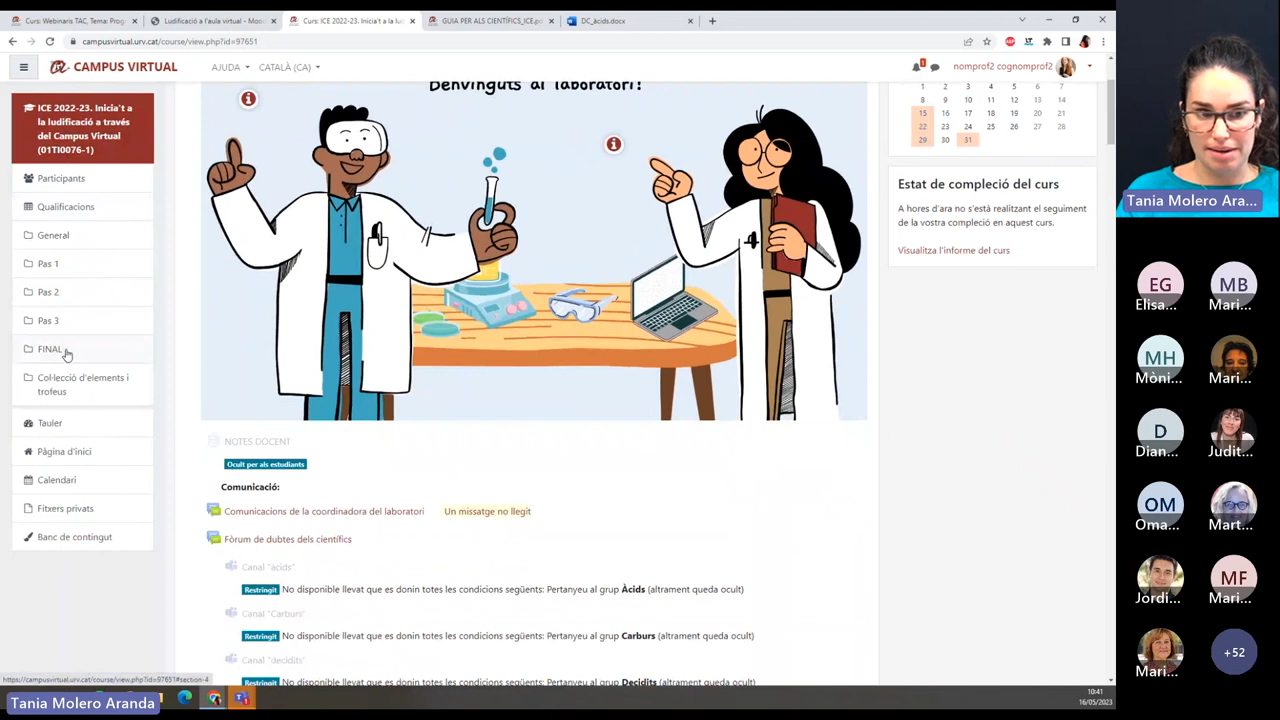 Curs: Webinaris TAC, Tema: Prog
Ludificació a l'aula virtual - Moo
Curs: ICE 2022-23. Inicia't a la luc
GUIA PER ALS CIENTÍFICS_ICE.pd
DC_àcids.docx
campusvirtual.urv.cat/course/view.php?id=97651
CAMPUS VIRTUAL
AJUDA
CATALÀ (CA)
1
nomprof2 cognomprof2
Tania Molero Ara...
ICE 2022-23. Inicia't a
la ludificació a través
del Campus Virtual
(01TI0076-1)
Participants
Qualificacions
General
Pas 1
Pas 2
Pas 3
FINAL
Col·lecció d'elements i
trofeus
Tauler
Pàgina d'inici
Calendari
Fitxers privats
Banc de contingut
Benvinguts al laboratori!
1 2 3 4 5 6 7
8 9 10 11 12 13 14
15 16 17 18 19 20 21
22 23 24 25 26 27 28
29 30 31
Estat de compleció del curs
A hores d'ara no s'està realitzant el seguiment
de la vostra compleció en aquest curs.
Visualitza l'informe del curs
NOTES DOCENT
Ocult per als estudiants
Comunicació:
Comunicacions de la coordinadora del laboratori
Un missatge no llegit
Fòrum de dubtes dels científics
Canal "àcids"
Restringit No disponible llevat que es donin totes les condicions següents: Pertanyeu al grup Àcids (altrament queda ocult)
Canal "Carburs"
Restringit No disponible llevat que es donin totes les condicions següents: Pertanyeu al grup Carburs (altrament queda ocult)
Canal "decidits"
Restringit No disponible llevat que es donin totes les condicions següents: Pertanyeu al grup Decidits (altrament queda ocult)
https://campusvirtual.urv.cat/course/view.php?id=97651#section-4
Tania Molero Aranda
10:41
16/05/2023
EG
Elisa...
MB
Mari...
MH
Mòni...
Mari...
D
Dian...
Judit...
OM
Oma...
Mart...
Jordi...
MF
Mari...
Mari...
+52